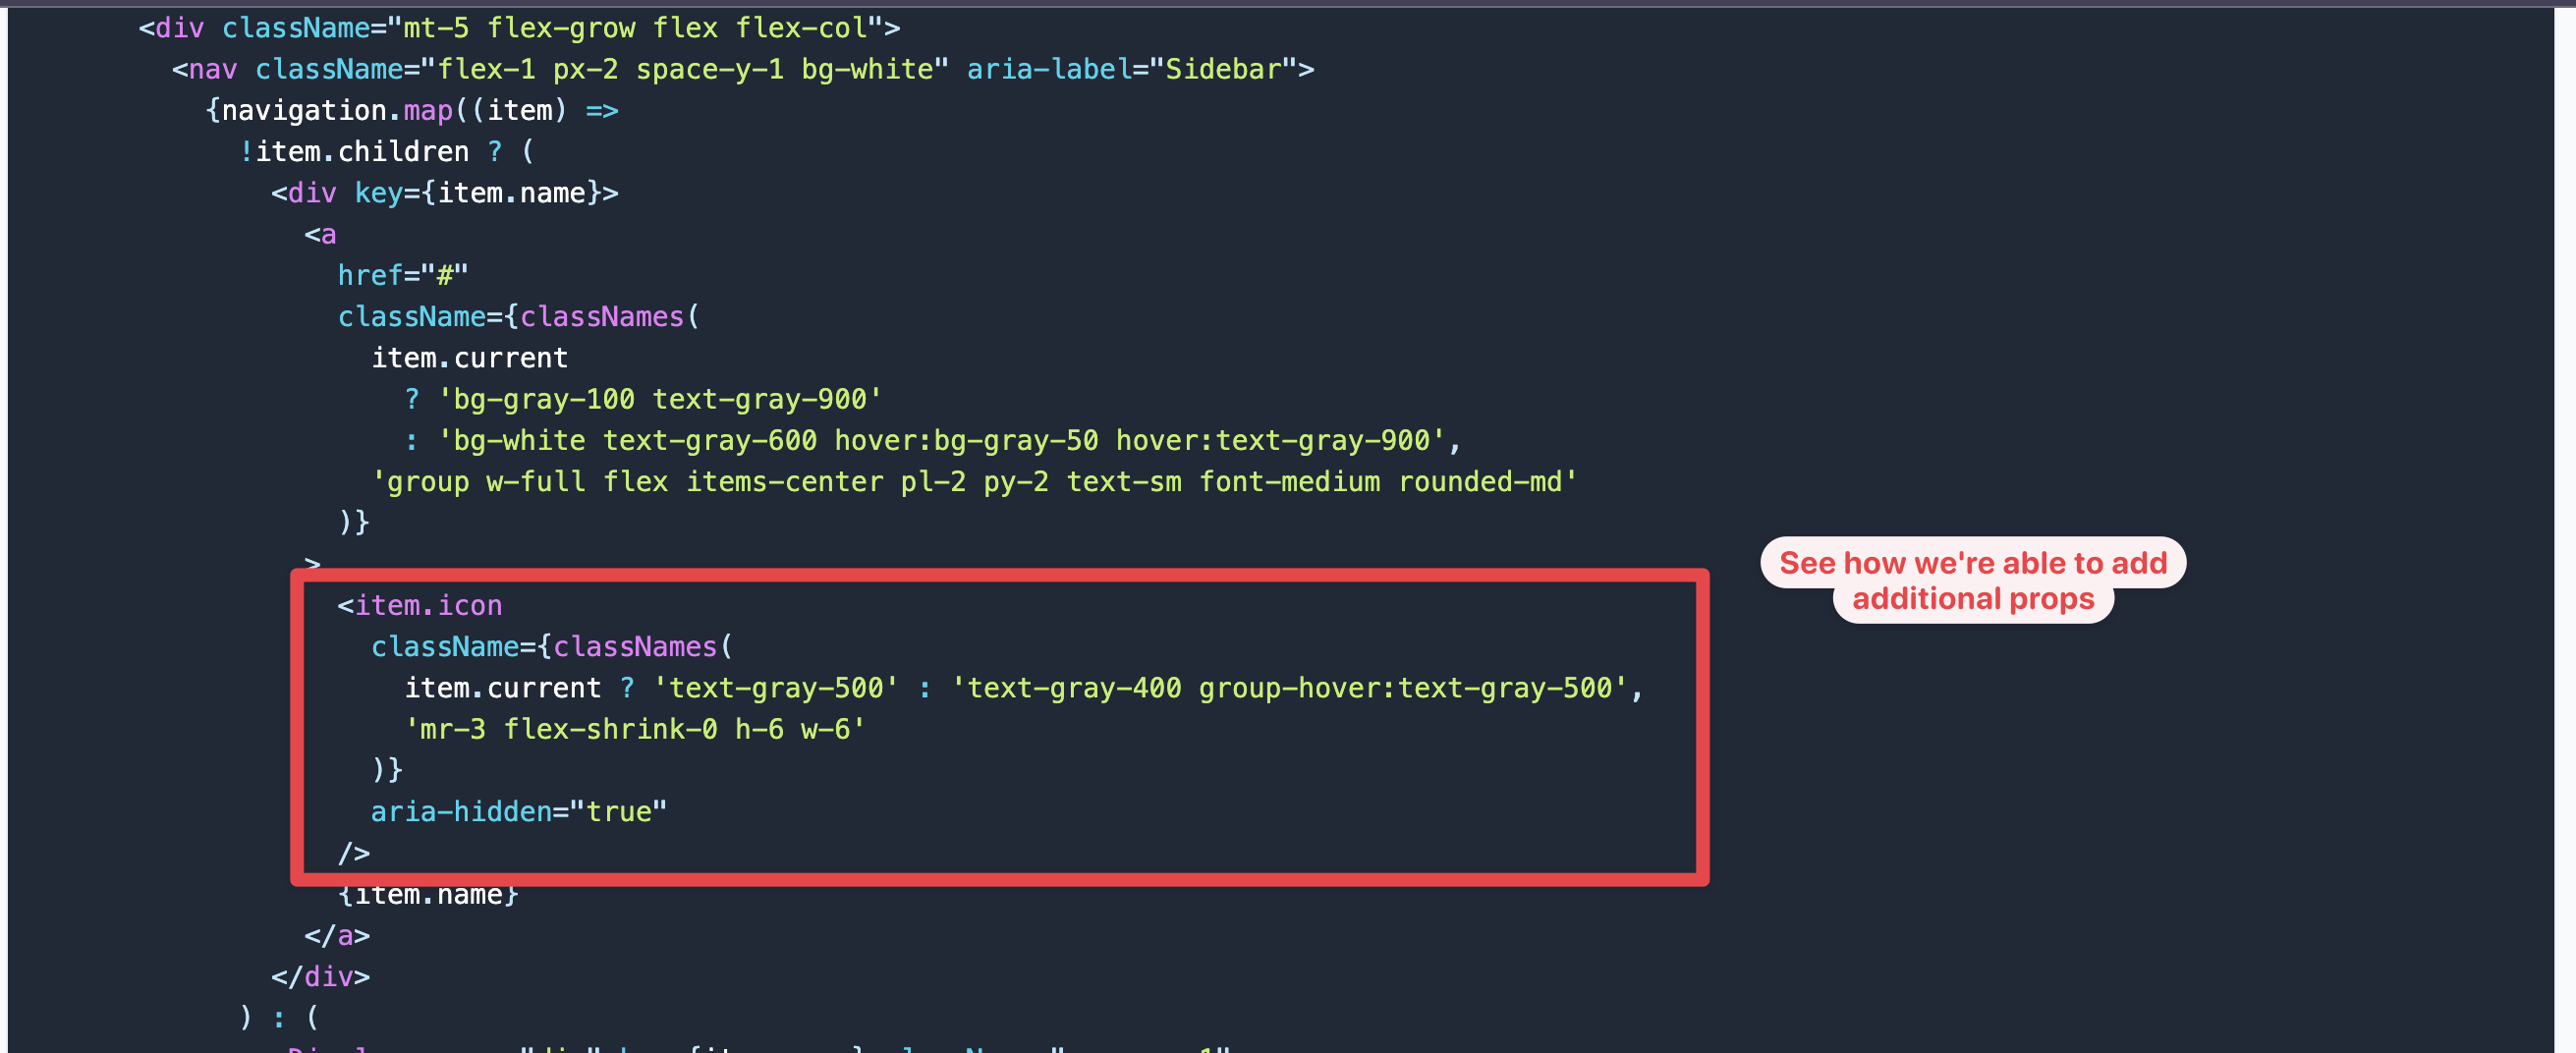 <div className="mt-5 flex-grow flex flex-col">
<nav className="flex-1 px-2 space-y-1 bg-white" aria-label="Sidebar">
{navigation.map((item) =>
!item.children ? (
<div key={item.name}>
<a
href="#"
className={classNames(
item.current
? 'bg-gray-100 text-gray-900'
: 'bg-white text-gray-600 hover:bg-gray-50 hover:text-gray-900',
'group w-full flex items-center pl-2 py-2 text-sm font-medium rounded-md'
)}
>
See how we're able to add
additional props
<item.icon
className={classNames(
item.current ? 'text-gray-500' : 'text-gray-400 group-hover:text-gray-500',
'mr-3 flex-shrink-0 h-6 w-6'
)}
aria-hidden="true"
/>
{item.name}
</a>
</div>
) : (